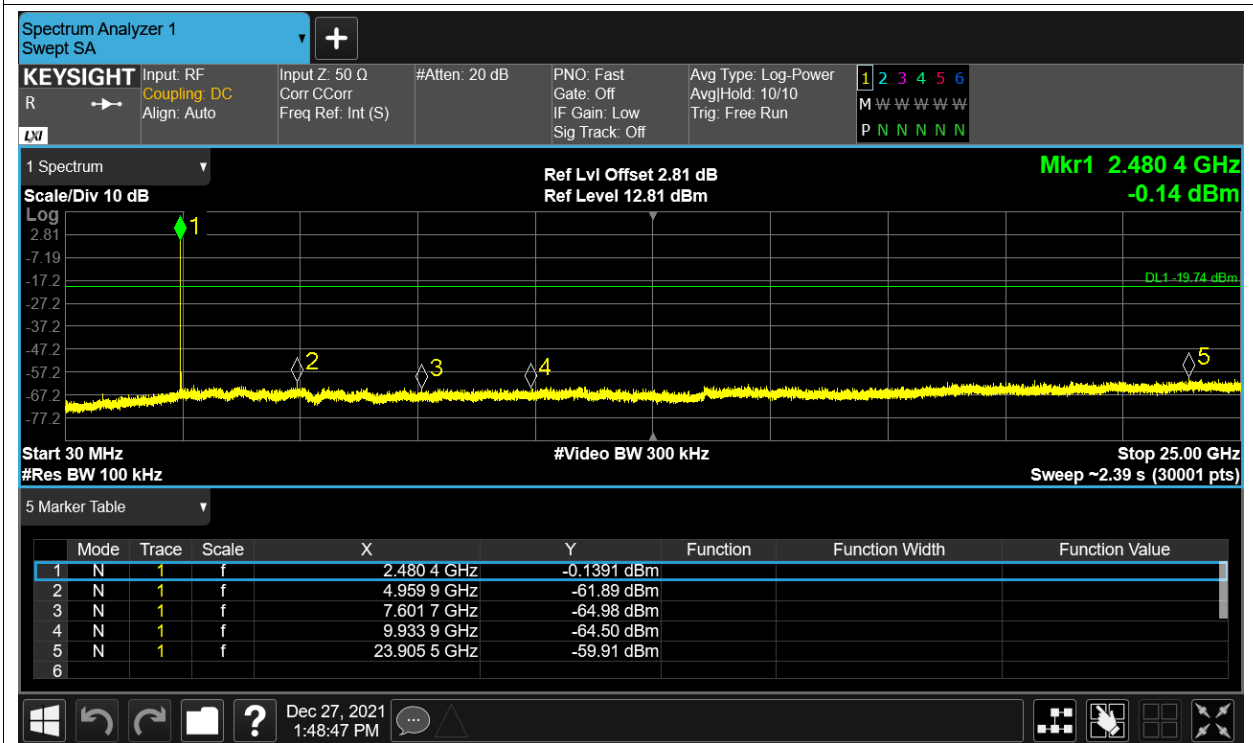 Spectrum Analyzer 1
Swept SA
KEYSIGHT
R
LXI
Input: RF
Coupling: DC
Align: Auto
Input Z: 50 Ω
Corr CCorr
Freq Ref: Int (S)
#Atten: 20 dB
PNO: Fast
Gate: Off
IF Gain: Low
Sig Track: Off
Avg Type: Log-Power
Avg|Hold: 10/10
Trig: Free Run
1 2 3 4 5 6
M W W W W W
P N N N N N
1 Spectrum
Scale/Div 10 dB
Ref Lvl Offset 2.81 dB
Ref Level 12.81 dBm
Mkr1 2.480 4 GHz
-0.14 dBm
Log
2.81
-7.19
-17.2
-27.2
-37.2
-47.2
-57.2
-67.2
-77.2
1
2
3
4
5
DL1 -19.74 dBm
Start 30 MHz
#Res BW 100 kHz
#Video BW 300 kHz
Stop 25.00 GHz
Sweep ~2.39 s (30001 pts)
5 Marker Table
Mode Trace Scale X Y Function Function Width Function Value
1 N 1 f 2.480 4 GHz -0.1391 dBm
2 N 1 f 4.959 9 GHz -61.89 dBm
3 N 1 f 7.601 7 GHz -64.98 dBm
4 N 1 f 9.933 9 GHz -64.50 dBm
5 N 1 f 23.905 5 GHz -59.91 dBm
6
?
Dec 27, 2021
1:48:47 PM